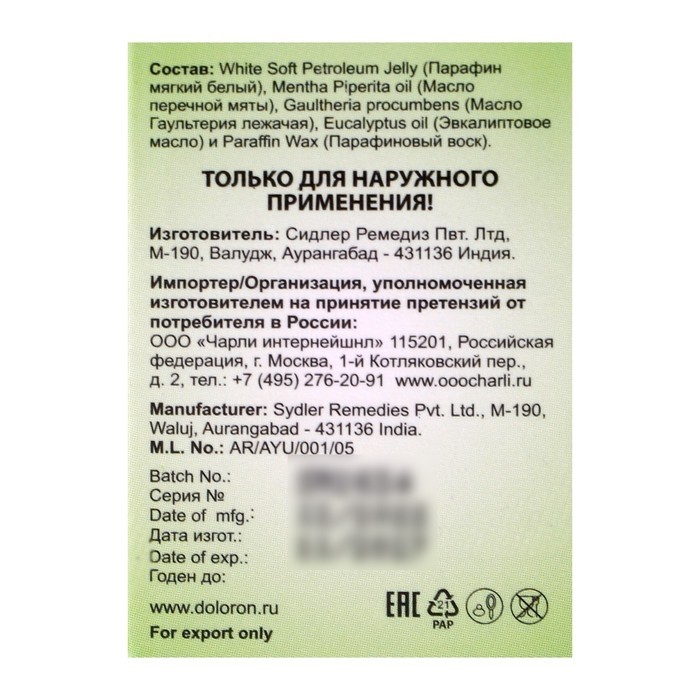 Состав: White Soft Petroleum Jelly (Парафин
мягкий белый), Mentha Piperita oil (Масло
перечной мяты), Gaultheria procumbens (Масло
Гаультерия лежачая), Eucalyptus oil (Эвкалиптовое
масло) и Paraffin Wax (Парафиновый воск).
ТОЛЬКО ДЛЯ НАРУЖНОГО
ПРИМЕНЕНИЯ!
Изготовитель: Сидлер Ремедиз Пвт. Лтд,
М-190, Валудж, Аурангабад - 431136 Индия.
Импортер/Организация, уполномоченная
изготовителем на принятие претензий от
потребителя в России:
ООО «Чарли интернейшнл» 115201, Российская
федерация, г. Москва, 1-й Котляковский пер.,
д. 2, тел.: +7 (495) 276-20-91 www.ooocharli.ru
Manufacturer: Sydler Remedies Pvt. Ltd., M-190,
Waluj, Aurangabad - 431136 India.
M.L. No.: AR/AYU/001/05
Batch No.:
Серия №
Date of mfg.:
Дата изгот.:
Date of exp.:
Годен до:
www.doloron.ru
EAC 21 PAP
For export only